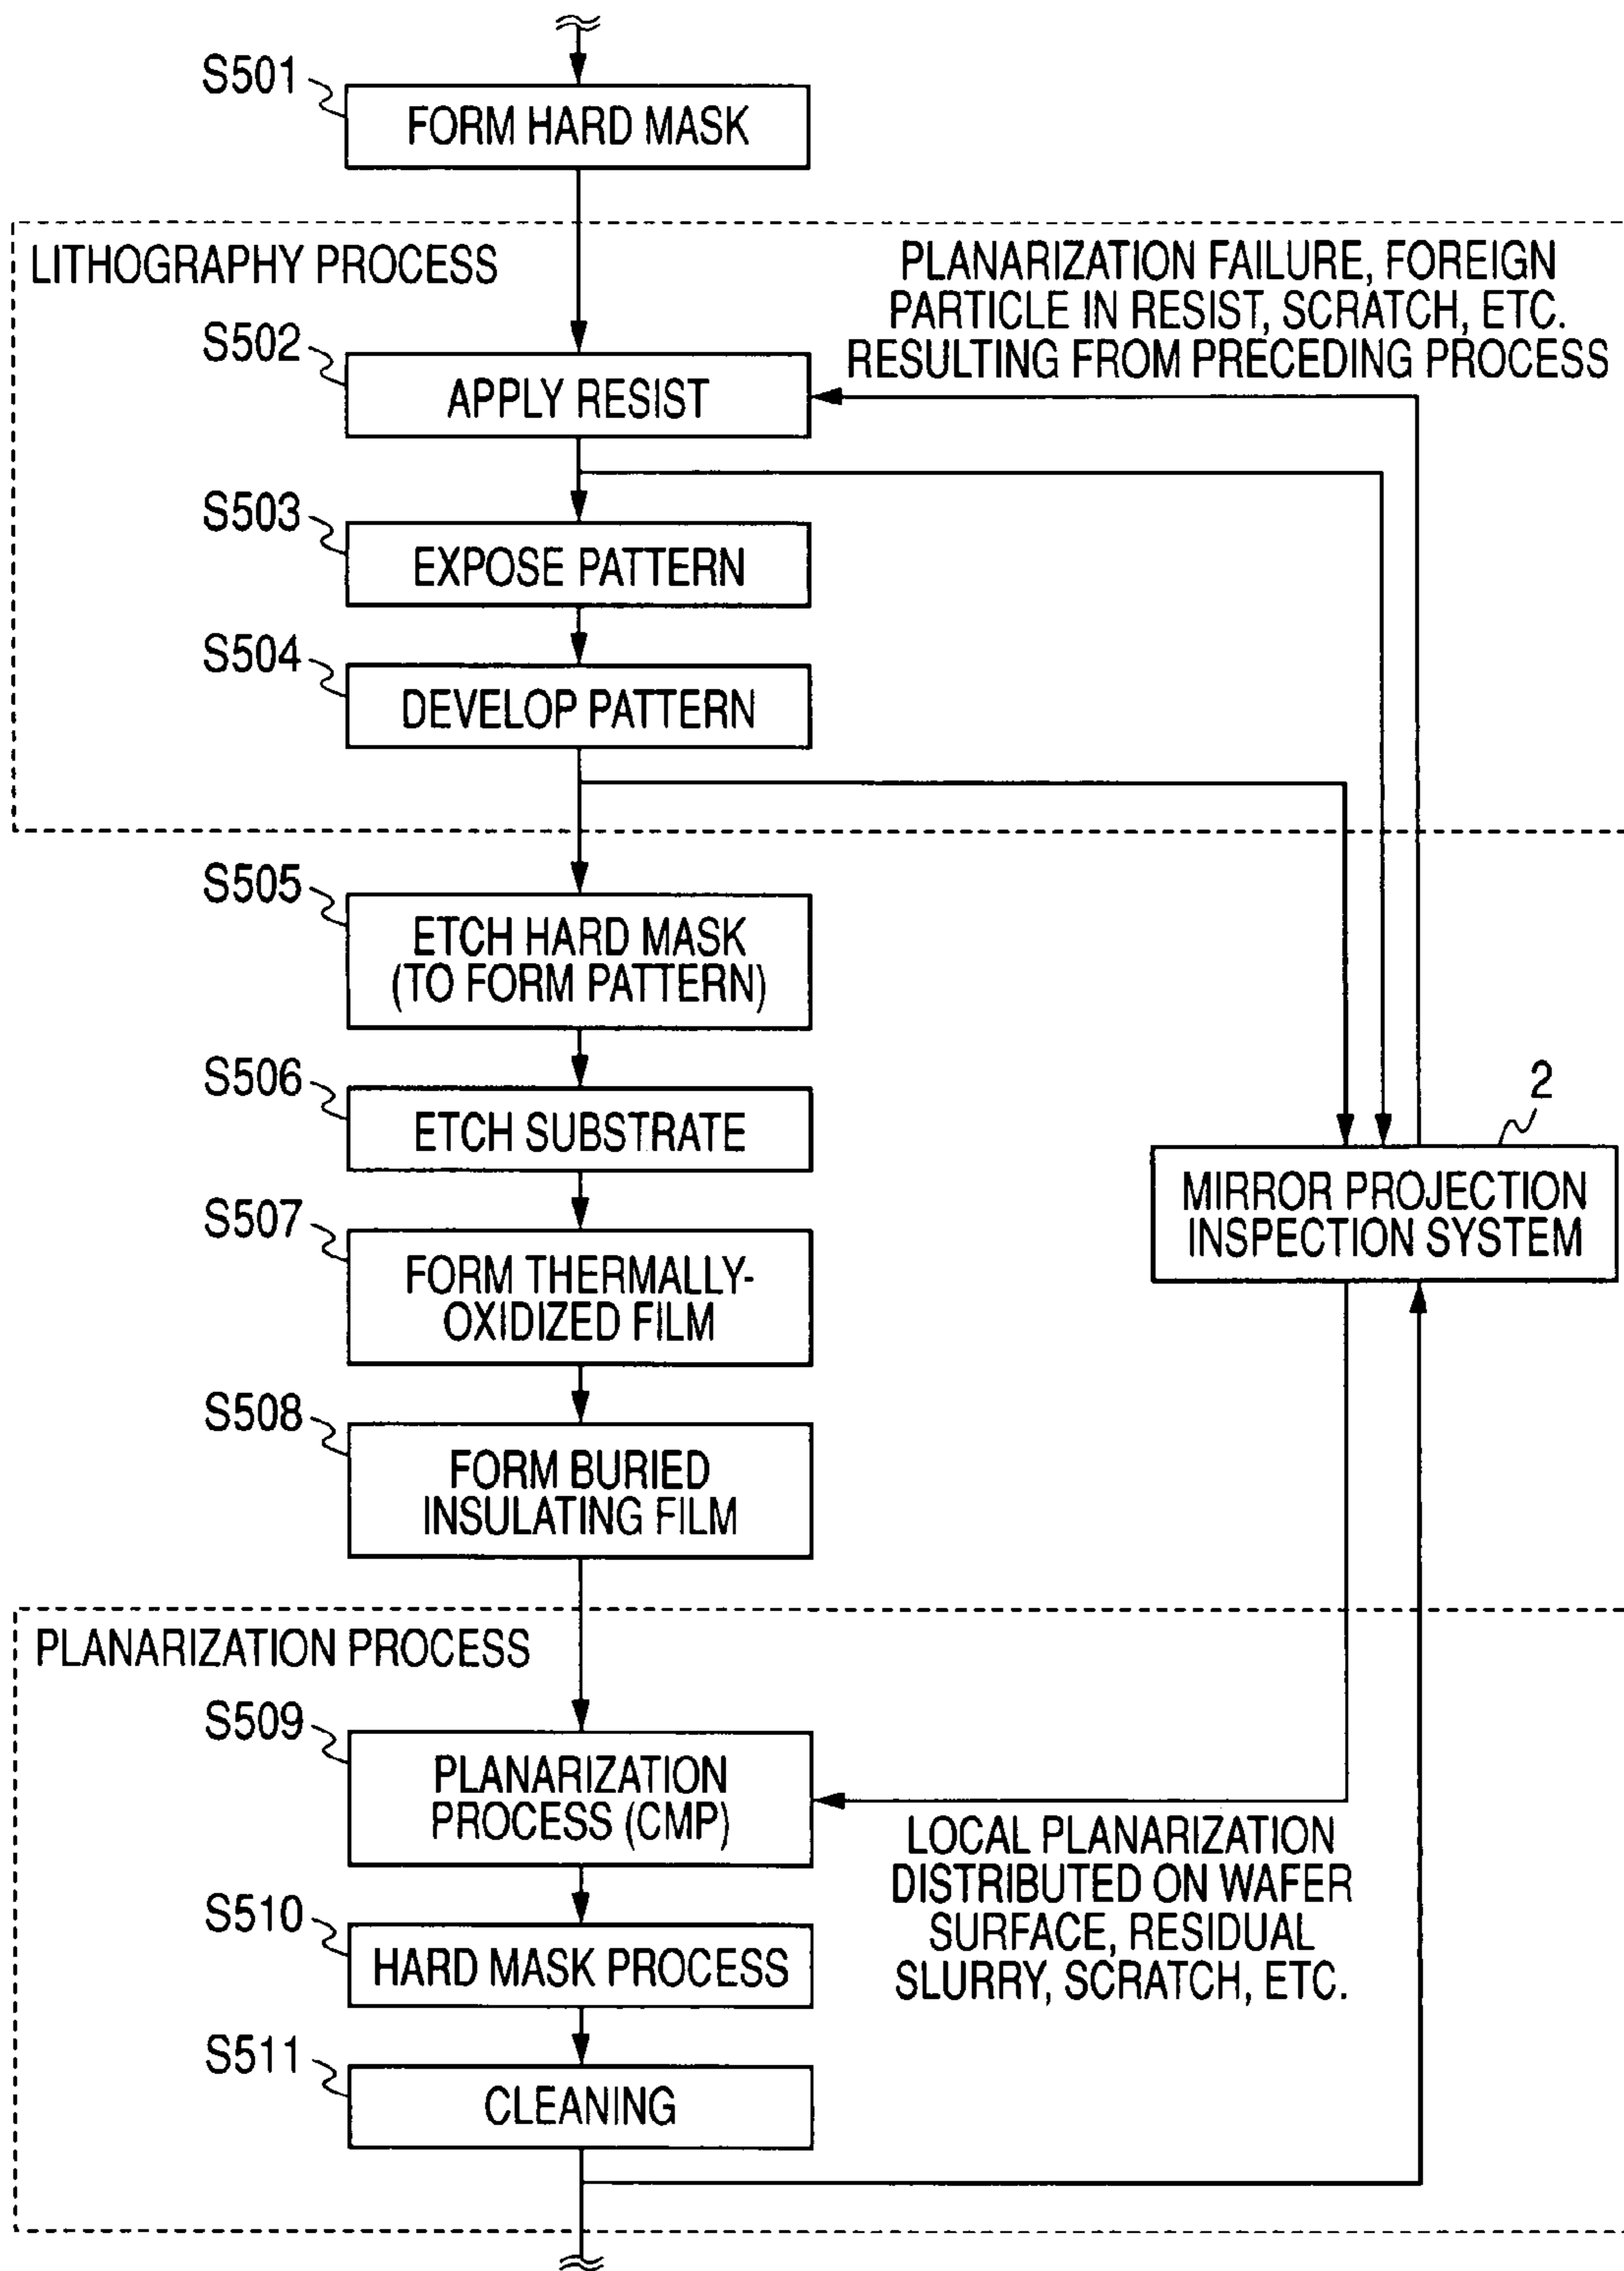 S501
FORM HARD MASK
LITHOGRAPHY PROCESS
PLANARIZATION FAILURE, FOREIGN
PARTICLE IN RESIST, SCRATCH, ETC.
RESULTING FROM PRECEDING PROCESS
S502
APPLY RESIST
S503
EXPOSE PATTERN
S504
DEVELOP PATTERN
S505
ETCH HARD MASK
(TO FORM PATTERN)
S506
ETCH SUBSTRATE
2
MIRROR PROJECTION
INSPECTION SYSTEM
S507
FORM THERMALLY-
OXIDIZED FILM
S508
FORM BURIED
INSULATING FILM
PLANARIZATION PROCESS
S509
PLANARIZATION
PROCESS (CMP)
LOCAL PLANARIZATION
DISTRIBUTED ON WAFER
SURFACE, RESIDUAL
SLURRY, SCRATCH, ETC.
S510
HARD MASK PROCESS
S511
CLEANING